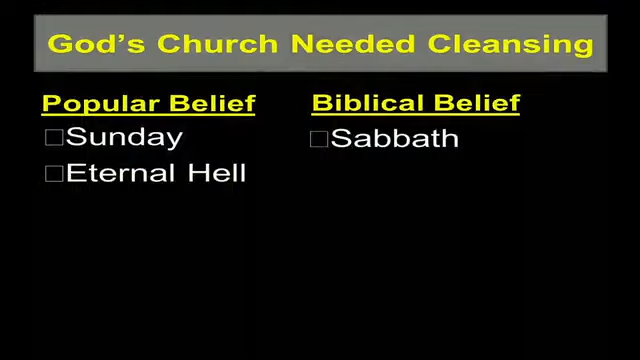 God's Church Needed Cleansing
Popular Belief
Sunday
Eternal Hell
Biblical Belief
Sabbath